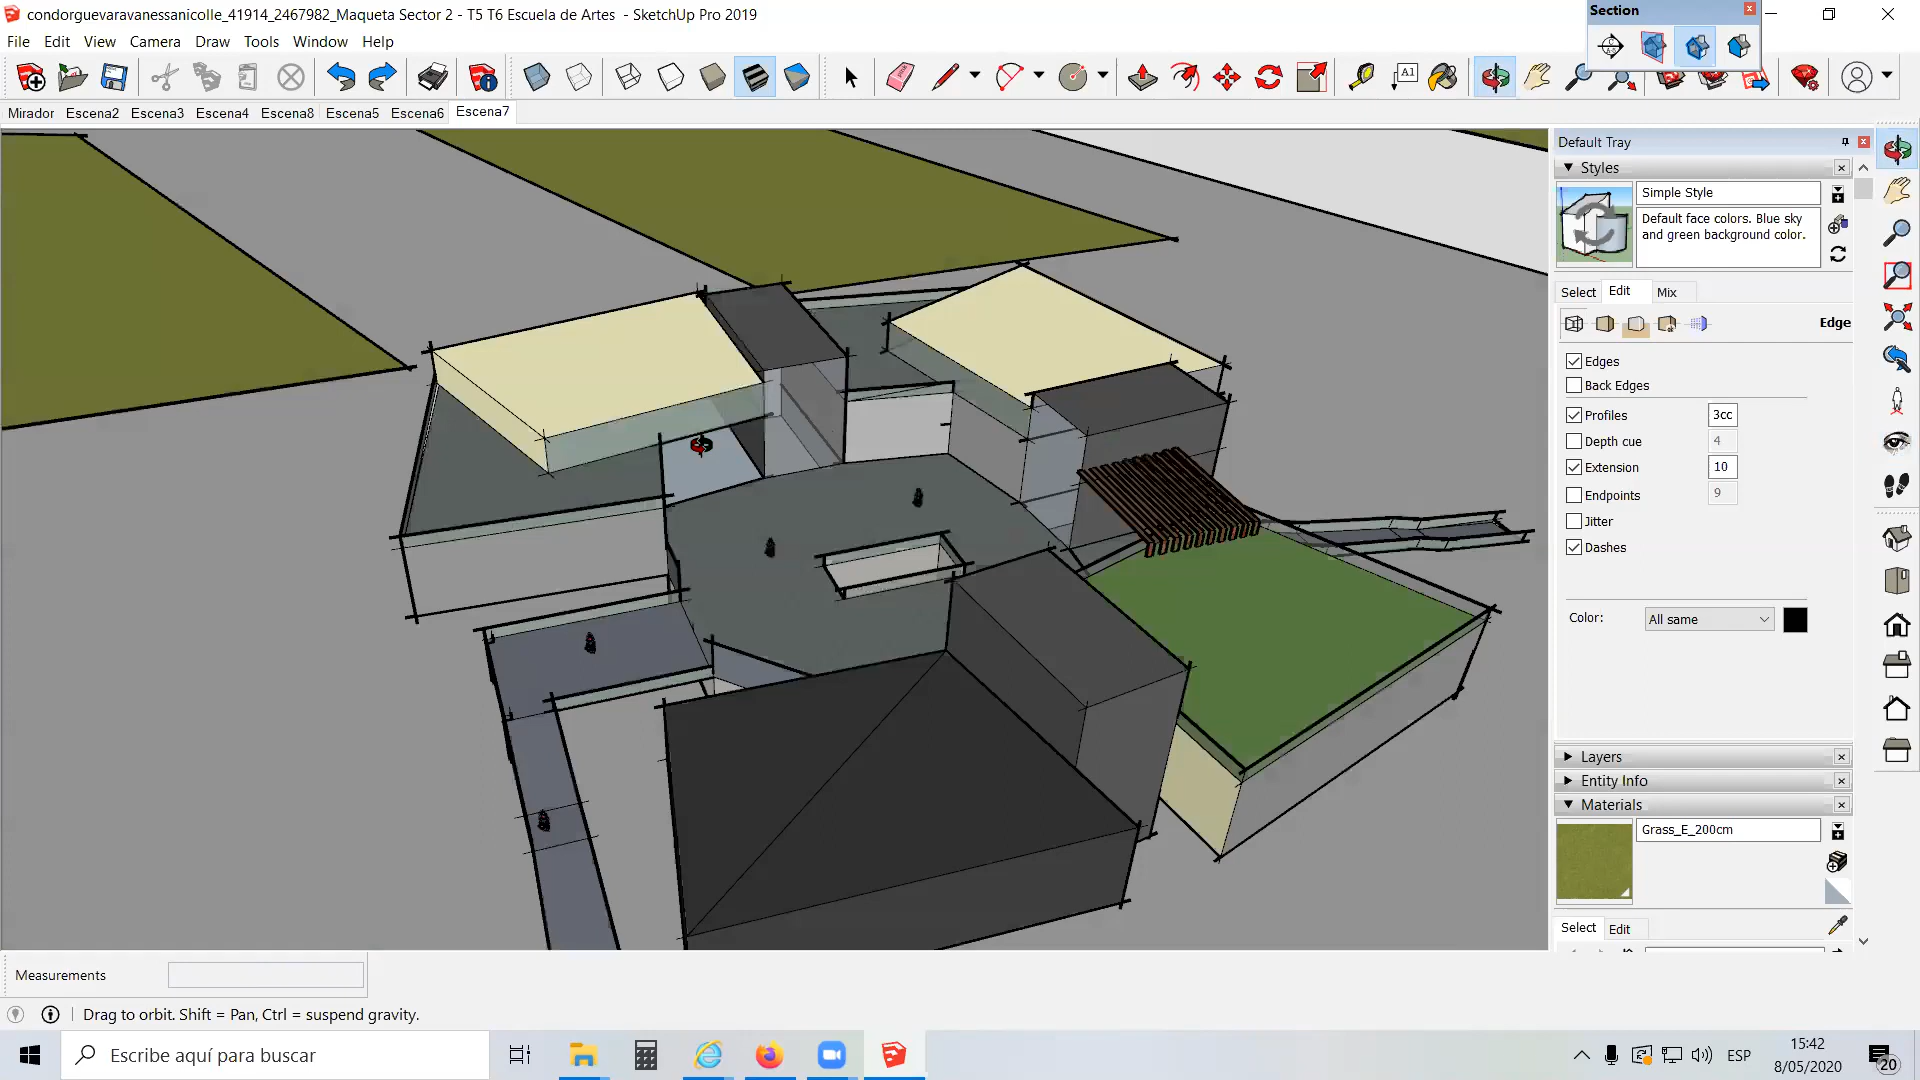 condorguevaravanessanicolle_41914_2467982_Maqueta Sector 2 - T5 T6 Escuela de Artes - SketchUp Pro 2019
Section
File Edit View Camera Draw Tools Window Help
A1
Mirador Escena2 Escena3 Escena4 Escena8 Escena5 Escena6 Escena7
Default Tray
Styles
Simple Style
Default face colors. Blue sky
and green background color.
Select Edit Mix
Edge
Edges
Back Edges
Profiles 3cc
Depth cue 4
Extension 10
Endpoints 9
Jitter
Dashes
Color: All same
Layers
Entity Info
Materials
Grass_E_200cm
Select Edit
Measurements
Drag to orbit. Shift = Pan, Ctrl = suspend gravity.
Escribe aquí para buscar
ESP
15:42
8/05/2020
20